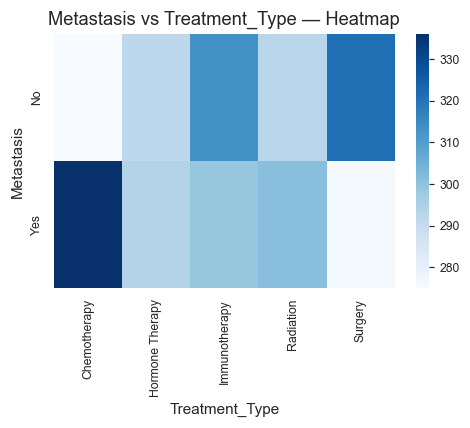 Metastasis vs Treatment_Type — Heatmap
Metastasis
No
Yes
Chemotherapy
Hormone Therapy
Immunotherapy
Radiation
Surgery
Treatment_Type
330
320
310
300
290
280